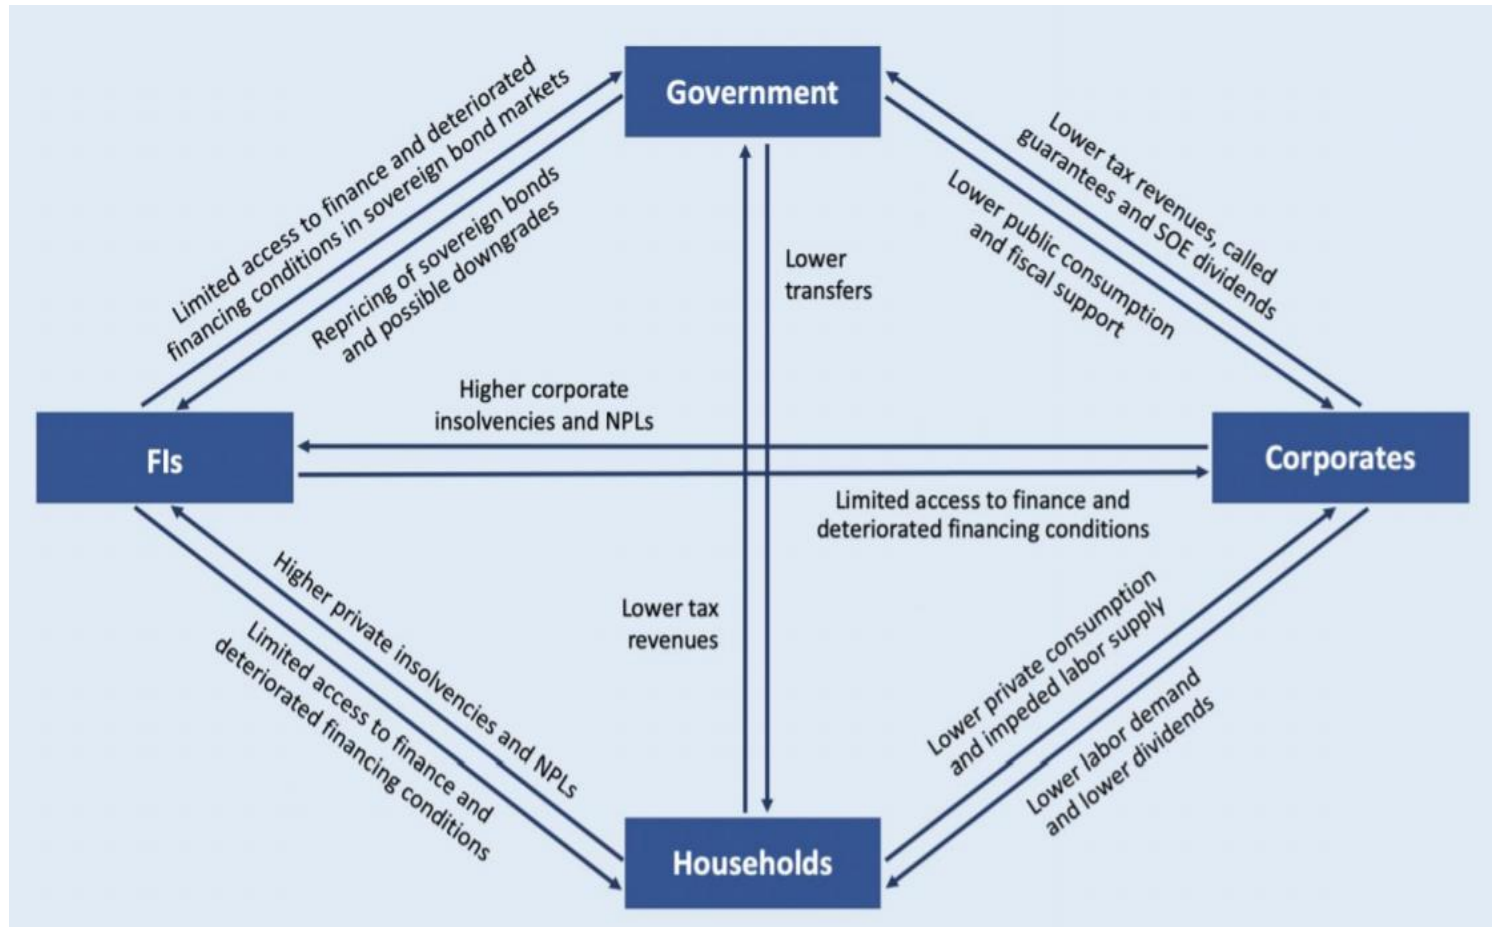 Government
Limited access to finance and deteriorated
financing conditions in sovereign bond markets
Repricing of sovereign bonds
and possible downgrades
Lower tax revenues, called
guarantees and SOE dividends
Lower public consumption
and fiscal support
Lower
transfers
Higher corporate
insolvencies and NPLs
FIs
Corporates
Limited access to finance and
deteriorated financing conditions
Higher private insolvencies and NPLs
Limited access to finance and
deteriorated financing conditions
Lower tax
revenues
Lower private consumption
and impeded labor supply
Lower labor demand
and lower dividends
Households